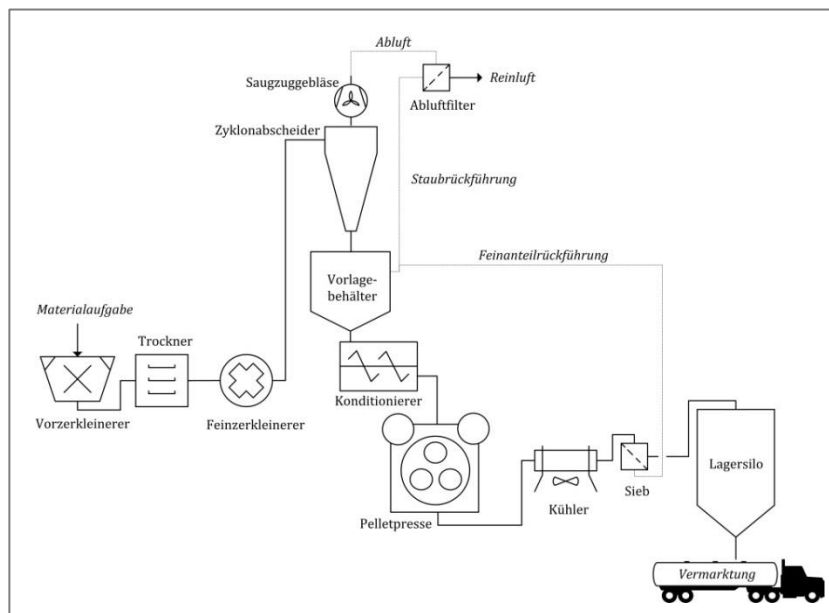 Abluft
Saugzuggebläse
Reinluft
Abluftfilter
Zyklonabscheider
Staubrückführung
Feinanteilrückführung
Vorlage-
behälter
Materialaufgabe
Trockner
Vorzerkleinerer
Feinzerkleinerer
Konditionierer
Pelletpresse
Kühler
Sieb
Lagersilo
Vermarktung